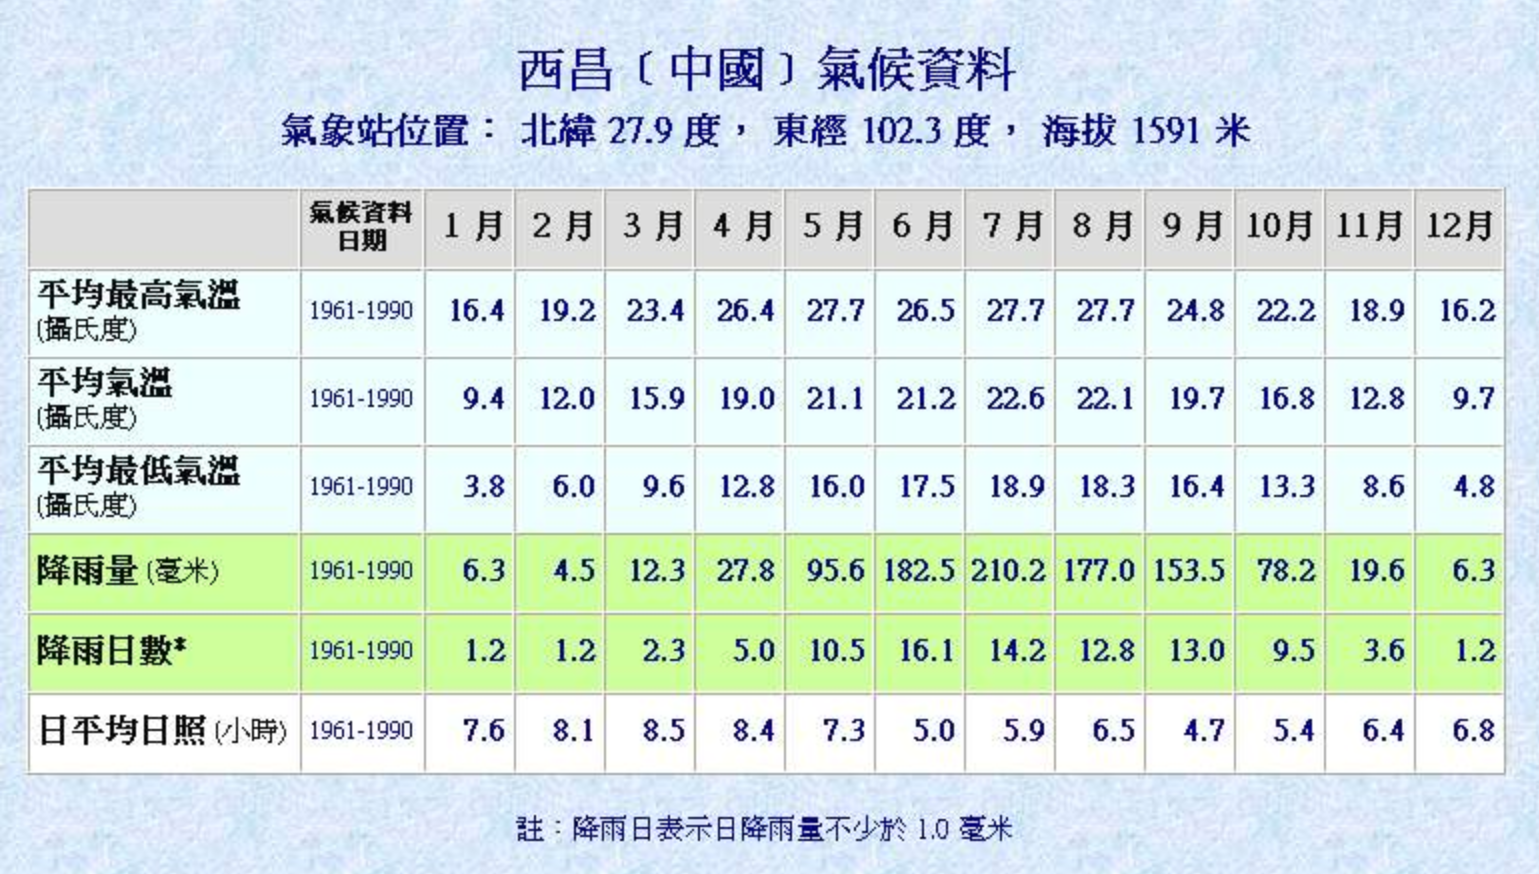 西昌﹝中國﹞氣候資料
氣象站位置： 北緯 27.9 度， 東經 102.3 度， 海拔 1591 米
氣候資料日期 1月 2月 3月 4月 5月 6月 7月 8月 9月 10月 11月 12月
平均最高氣溫 (攝氏度) 1961-1990 16.4 19.2 23.4 26.4 27.7 26.5 27.7 27.7 24.8 22.2 18.9 16.2
平均氣溫 (攝氏度) 1961-1990 9.4 12.0 15.9 19.0 21.1 21.2 22.6 22.1 19.7 16.8 12.8 9.7
平均最低氣溫 (攝氏度) 1961-1990 3.8 6.0 9.6 12.8 16.0 17.5 18.9 18.3 16.4 13.3 8.6 4.8
降雨量 (毫米) 1961-1990 6.3 4.5 12.3 27.8 95.6 182.5 210.2 177.0 153.5 78.2 19.6 6.3
降雨日數* 1961-1990 1.2 1.2 2.3 5.0 10.5 16.1 14.2 12.8 13.0 9.5 3.6 1.2
日平均日照 (小時) 1961-1990 7.6 8.1 8.5 8.4 7.3 5.0 5.9 6.5 4.7 5.4 6.4 6.8
註：降雨日表示日降雨量不少於 1.0 毫米